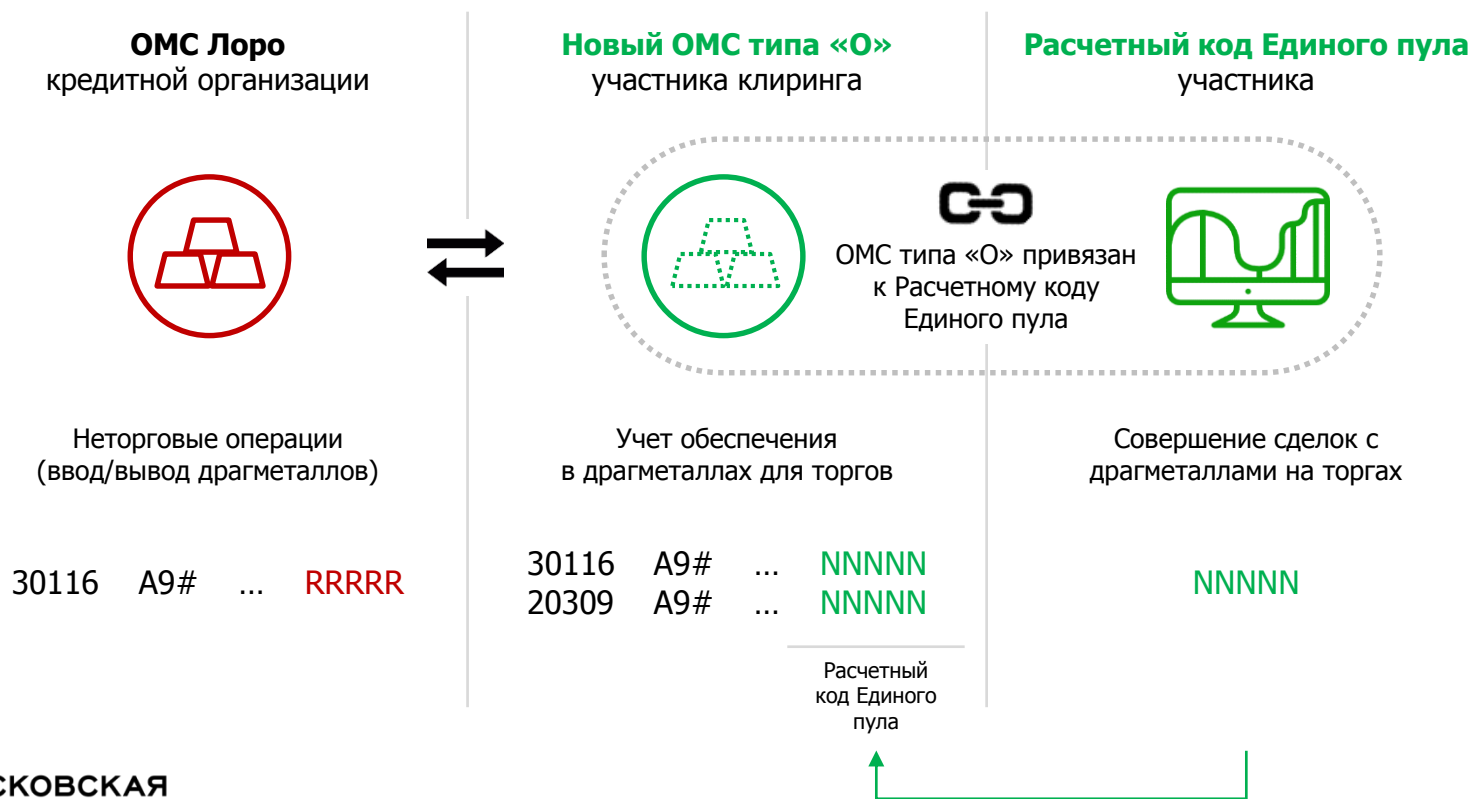 ОМС Лоро
кредитной организации
Новый ОМС типа «О»
участника клиринга
Расчетный код Единого пула
участника
ОМС типа «О» привязан
к Расчетному коду
Единого пула
Неторговые операции
(ввод/вывод драгметаллов)
Учет обеспечения
в драгметаллах для торгов
Совершение сделок с
драгметаллами на торгах
30116 A9# … RRRRR
30116 A9# … NNNNN
20309 A9# … NNNNN
NNNNN
Расчетный
код Единого
пула
СКОВСКАЯ